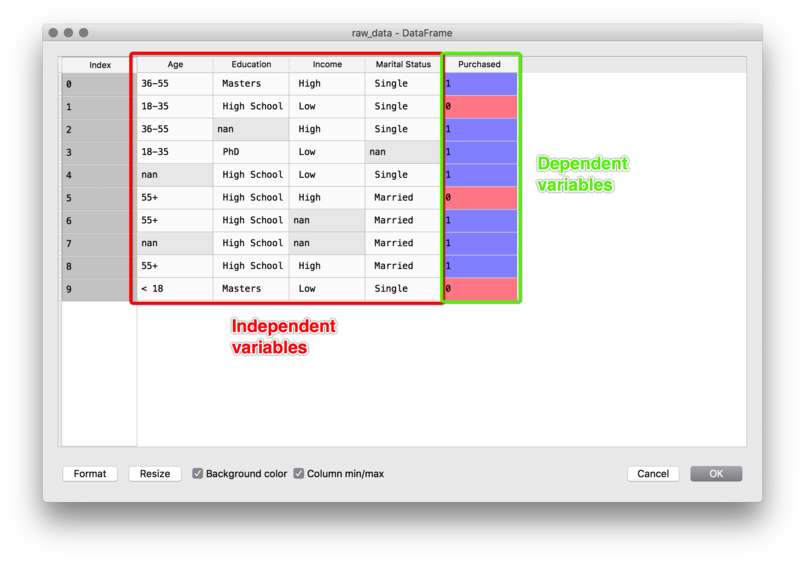 raw_data - DataFrame
Index Age Education Income Marital Status Purchased
0 36-55 Masters High Single 1
1 18-35 High School Low Single 0
2 36-55 nan High Single 1
3 18-35 PhD Low nan 1
4 nan High School Low Single 1
5 55+ High School High Married 0
6 55+ High School nan Married 1
7 nan High School nan Married 1
8 55+ High School High Married 1
9 < 18 Masters Low Single 0
Dependent
variables
Independent
variables
Format Resize Background color Column min/max Cancel OK